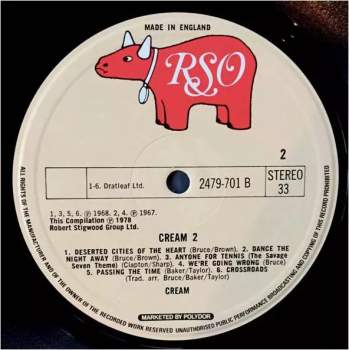 MADE IN ENGLAND
RSO
2
1-6. Dratleaf Ltd.
2479-701 B
STEREO
33
1, 3, 5, 6. Ⓟ 1968. 2, 4. Ⓟ 1967.
This Compilation Ⓟ 1978
Robert Stigwood Group Ltd.
CREAM 2
1. DESERTED CITIES OF THE HEART (Bruce/Brown). 2. DANCE THE
NIGHT AWAY (Bruce/Brown). 3. ANYONE FOR TENNIS (The Savage
Seven Theme) (Clapton/Sharp). 4. WE'RE GOING WRONG (Bruce)
5. PASSING THE TIME (Baker/Taylor) 6. CROSSROADS
(Trad. arr. Bruce/Baker/Taylor)
CREAM
ALL RIGHTS OF THE MANUFACTURER AND OF THE OWNER OF THE RECORDED WORK RESERVED UNAUTHORISED PUBLIC PERFORMANCE BROADCASTING AND COPYING OF THIS RECORD PROHIBITED
MARKETED BY POLYDOR